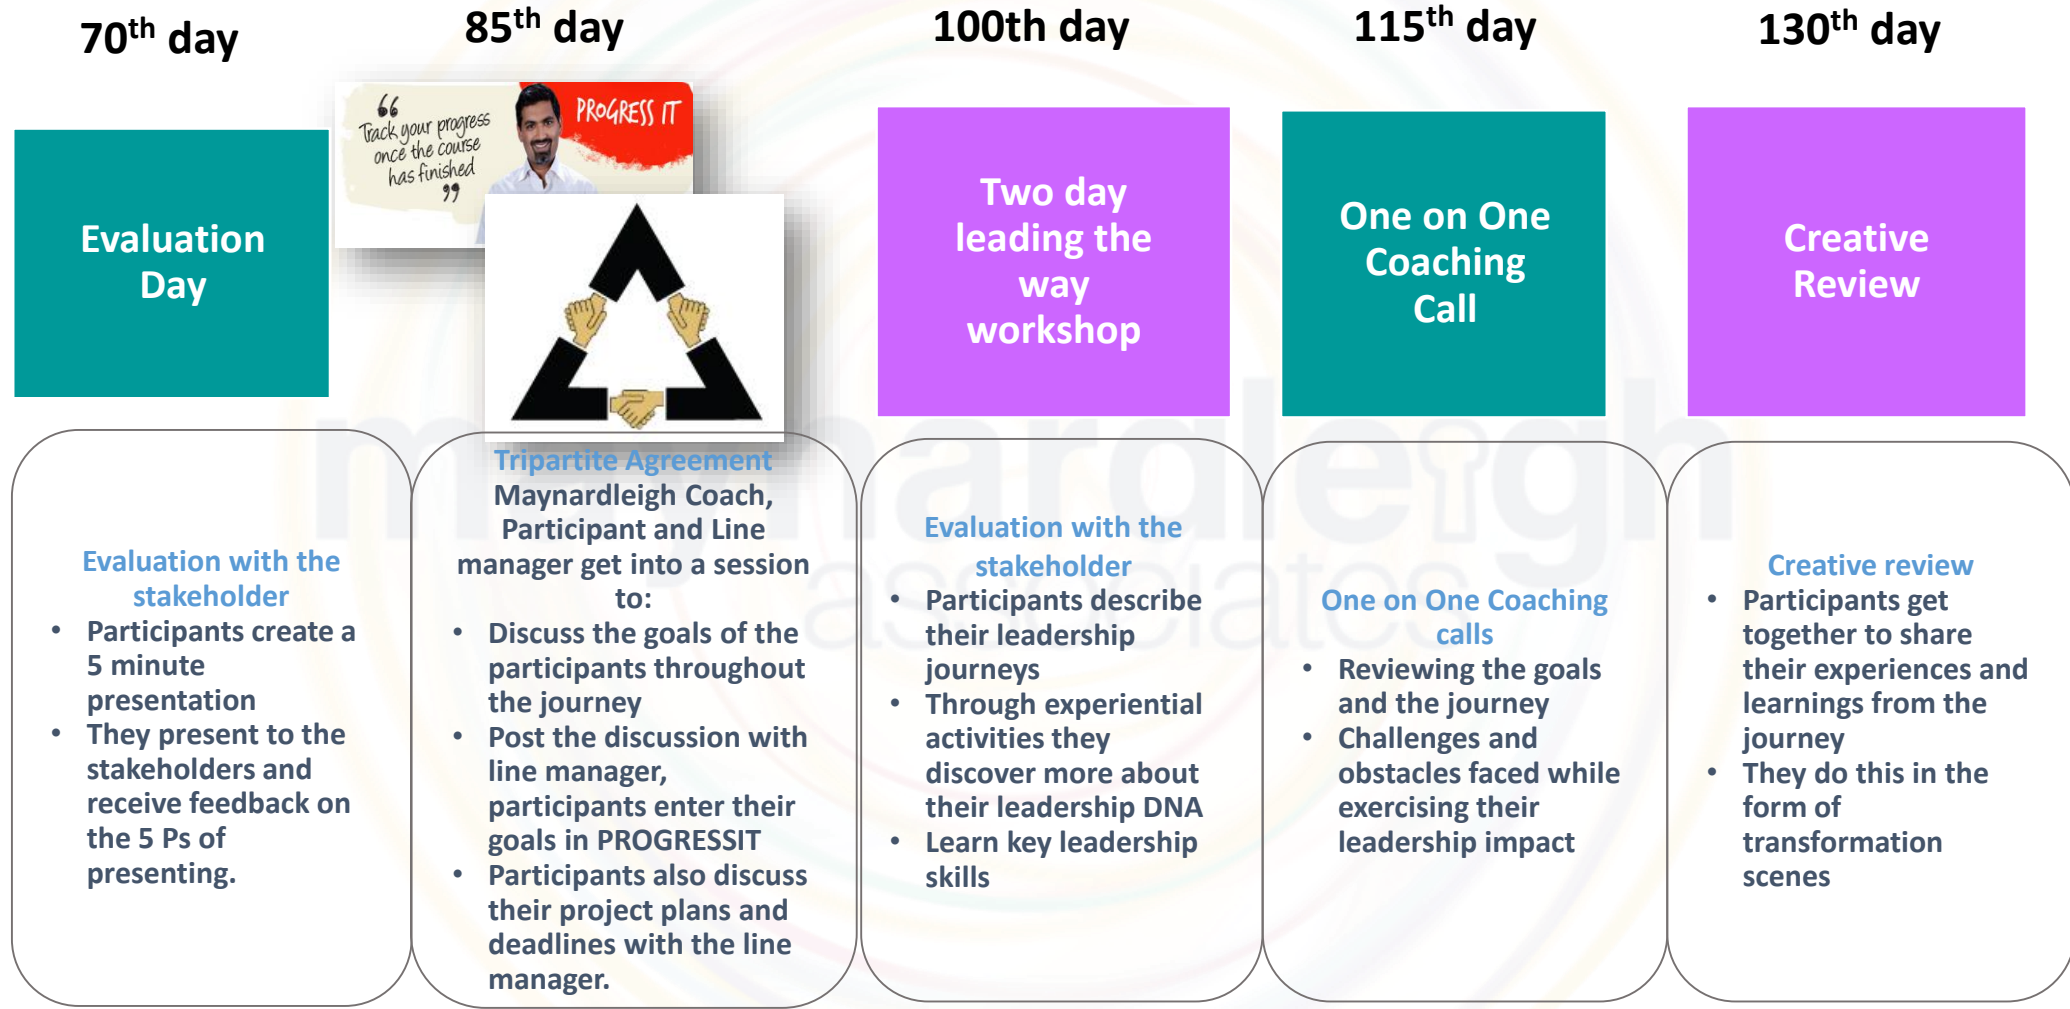 70th day
85th day
100th day
115th day
130th day
Evaluation
Day
“
Track your progress
once the course
has finished
”
PROGRESS IT
Two day
leading the
way
workshop
One on One
Coaching
Call
Creative
Review
maynardleigh
associates
Evaluation with the
stakeholder
• Participants create a
5 minute
presentation
• They present to the
stakeholders and
receive feedback on
the 5 Ps of
presenting.
Tripartite Agreement
Maynardleigh Coach,
Participant and Line
manager get into a session
to:
• Discuss the goals of the
participants throughout
the journey
• Post the discussion with
line manager,
participants enter their
goals in PROGRESSIT
• Participants also discuss
their project plans and
deadlines with the line
manager.
Evaluation with the
stakeholder
• Participants describe
their leadership
journeys
• Through experiential
activities they
discover more about
their leadership DNA
• Learn key leadership
skills
One on One Coaching
calls
• Reviewing the goals
and the journey
• Challenges and
obstacles faced while
exercising their
leadership impact
Creative review
• Participants get
together to share
their experiences and
learnings from the
journey
• They do this in the
form of
transformation
scenes